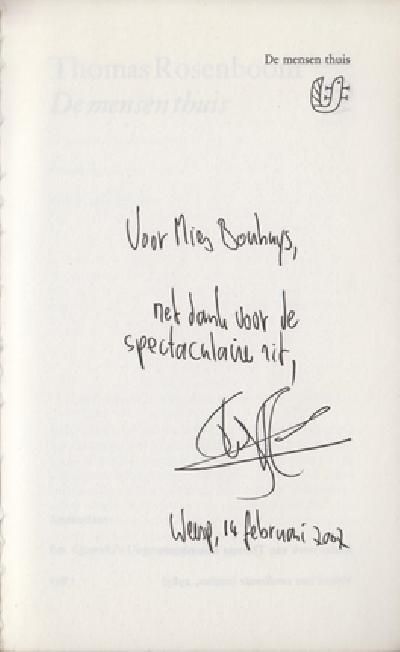 De mensen thuis
Thomas Rosenboom
De mensen thuis
Voor Mies Bouhuys,
met dank voor de
spectaculaire rit,
Weesp, 14 februari 2002